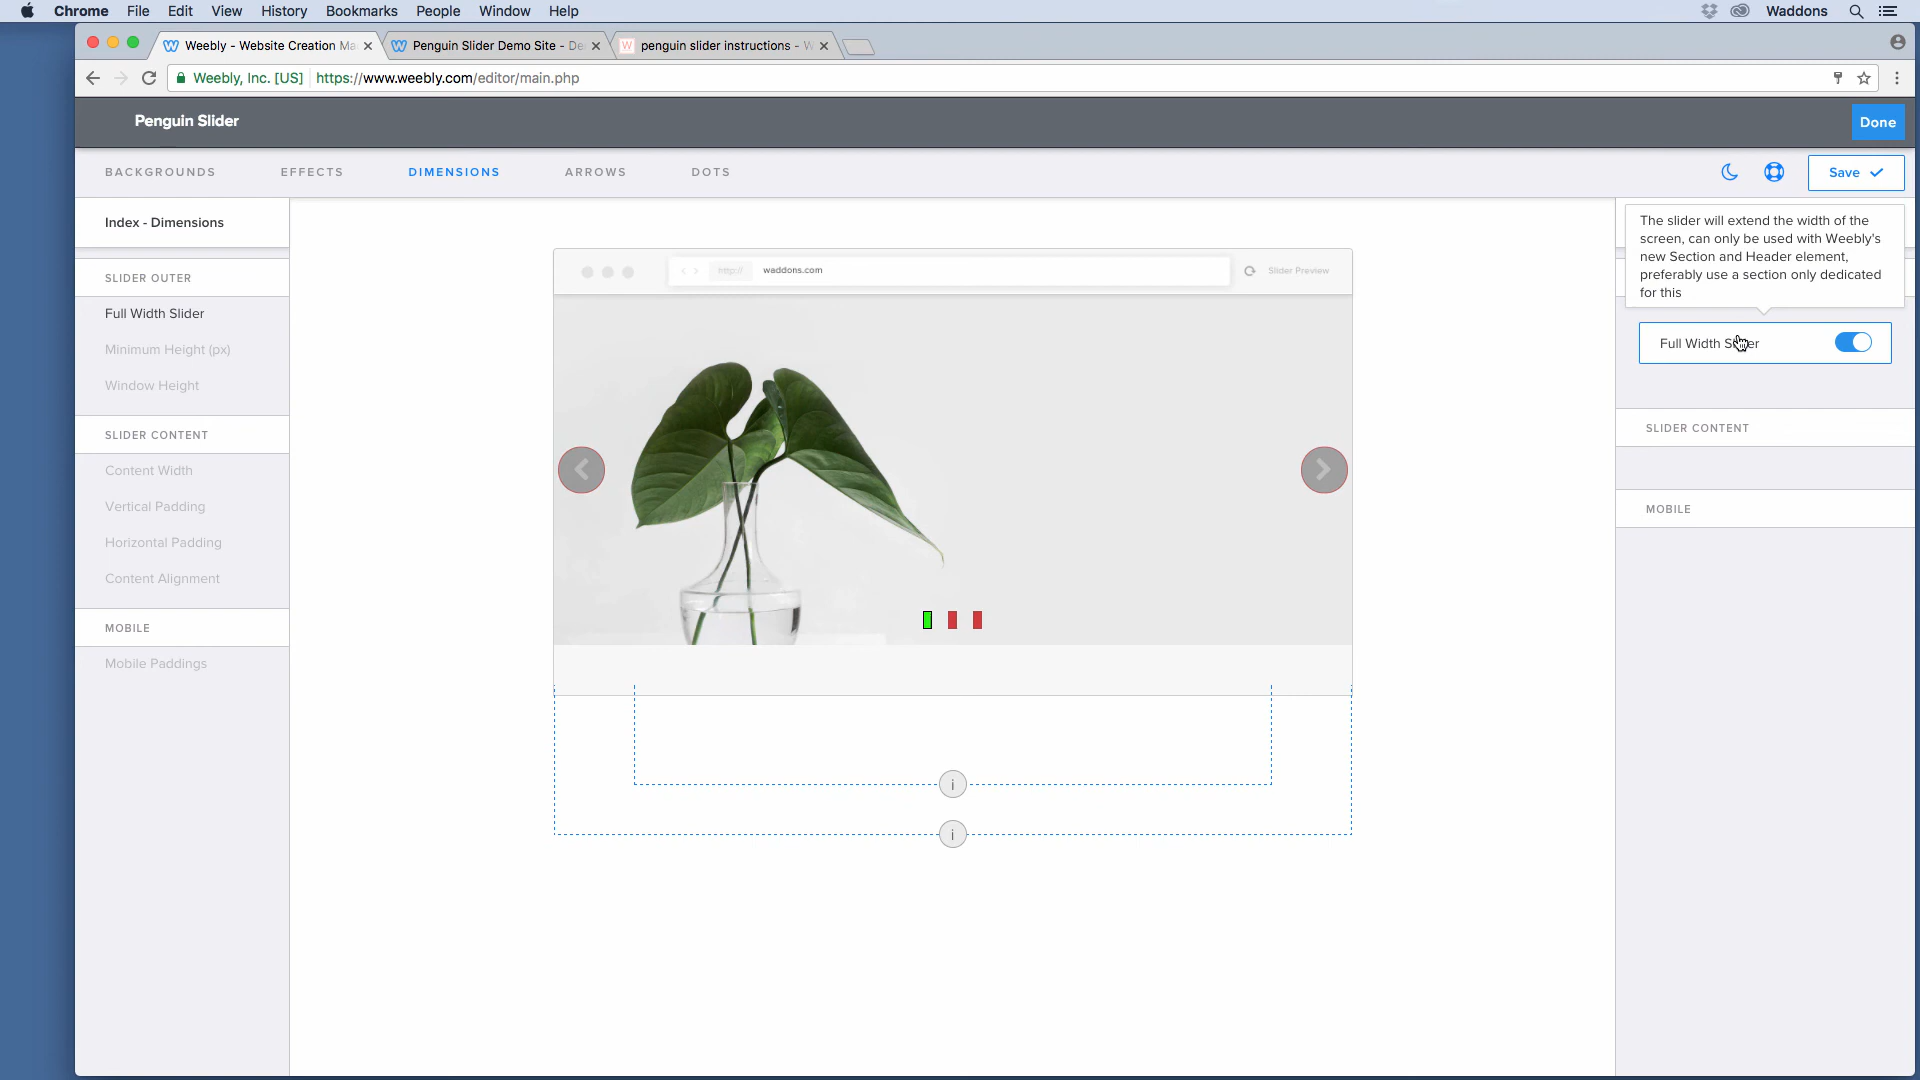 Chrome File Edit View History Bookmarks People Window Help Waddons
Weebly - Website Creation Ma
Penguin Slider Demo Site - De
penguin slider instructions - W
Weebly, Inc. [US] https://www.weebly.com/editor/main.php
Penguin Slider
Done
BACKGROUNDS EFFECTS DIMENSIONS ARROWS DOTS
Save
Index - Dimensions
SLIDER OUTER
Full Width Slider
Minimum Height (px)
Window Height
SLIDER CONTENT
Content Width
Vertical Padding
Horizontal Padding
Content Alignment
MOBILE
Mobile Paddings
http:// waddons.com Slider Preview
i
i
The slider will extend the width of the
screen, can only be used with Weebly's
new Section and Header element,
preferably use a section only dedicated
for this
Full Width Slider
SLIDER CONTENT
MOBILE